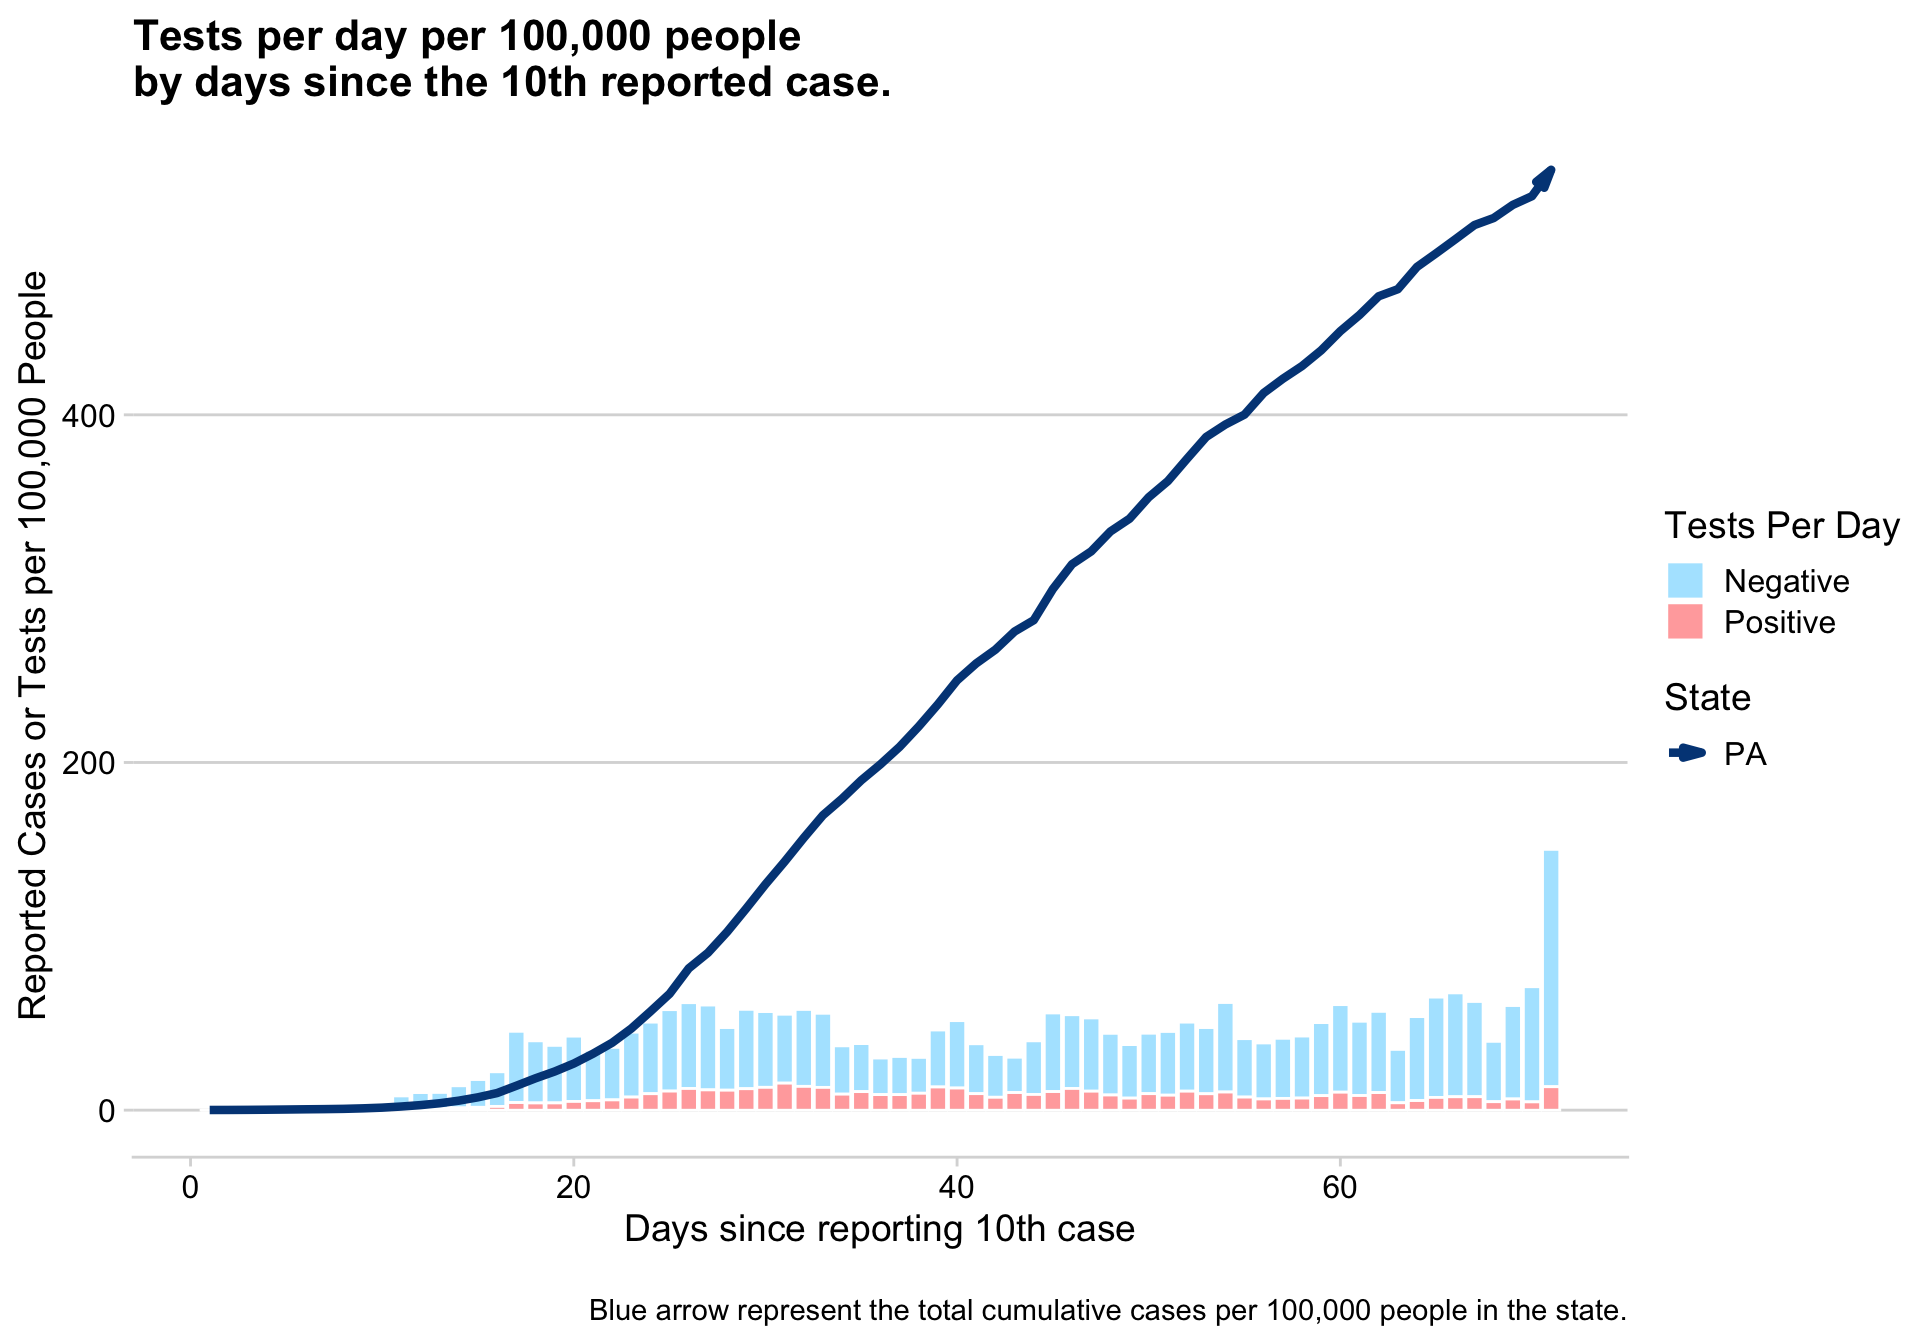 Tests per day per 100,000 people
by days since the 10th reported case.
Reported Cases or Tests per 100,000 People
400
200
0
0 20 40 60
Days since reporting 10th case
Tests Per Day
Negative
Positive
State
PA
Blue arrow represent the total cumulative cases per 100,000 people in the state.